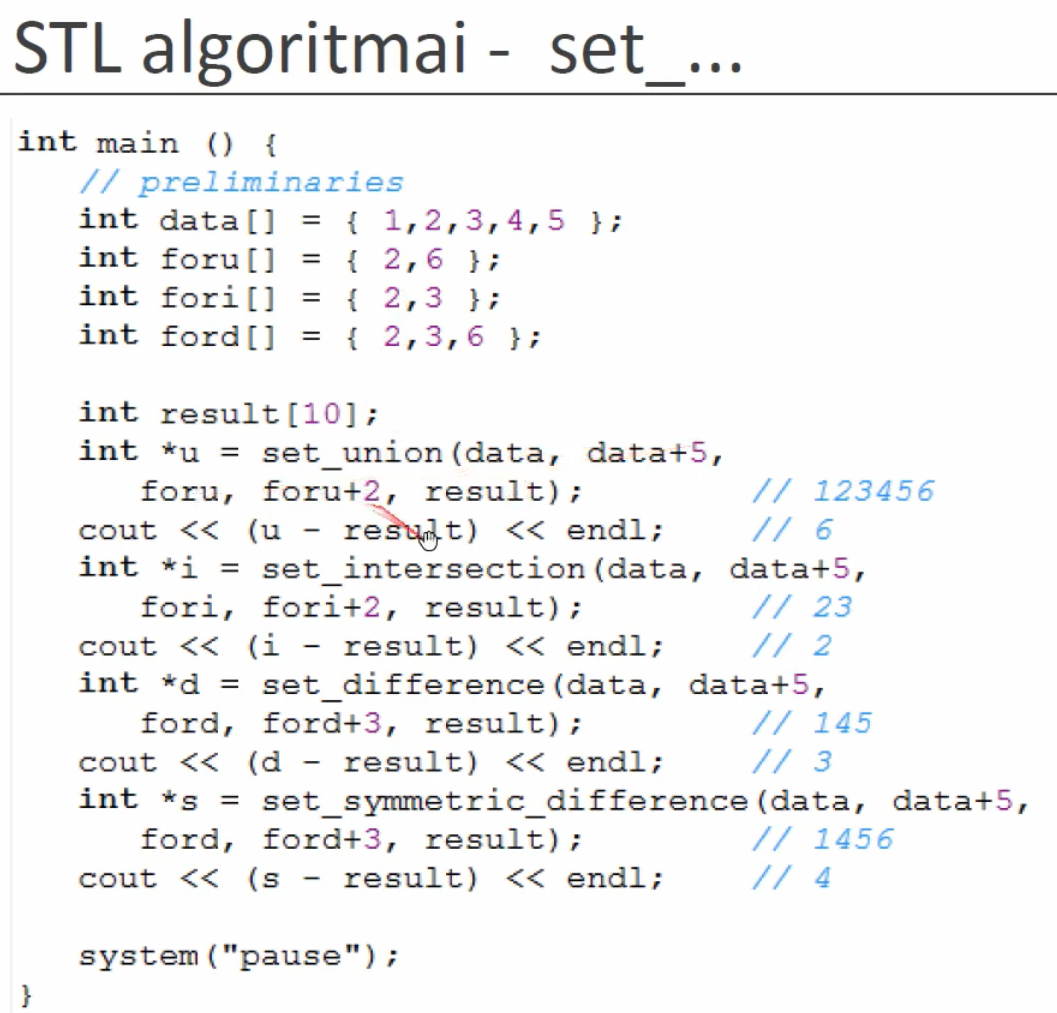 STL algoritmai - set_...
int main () {
// preliminaries
int data[] = { 1,2,3,4,5 };
int foru[] = { 2,6 };
int fori[] = { 2,3 };
int ford[] = { 2,3,6 };
int result[10];
int *u = set_union(data, data+5,
foru, foru+2, result); // 123456
cout << (u - result) << endl; // 6
int *i = set_intersection(data, data+5,
fori, fori+2, result); // 23
cout << (i - result) << endl; // 2
int *d = set_difference(data, data+5,
ford, ford+3, result); // 145
cout << (d - result) << endl; // 3
int *s = set_symmetric_difference(data, data+5,
ford, ford+3, result); // 1456
cout << (s - result) << endl; // 4
system("pause");
}